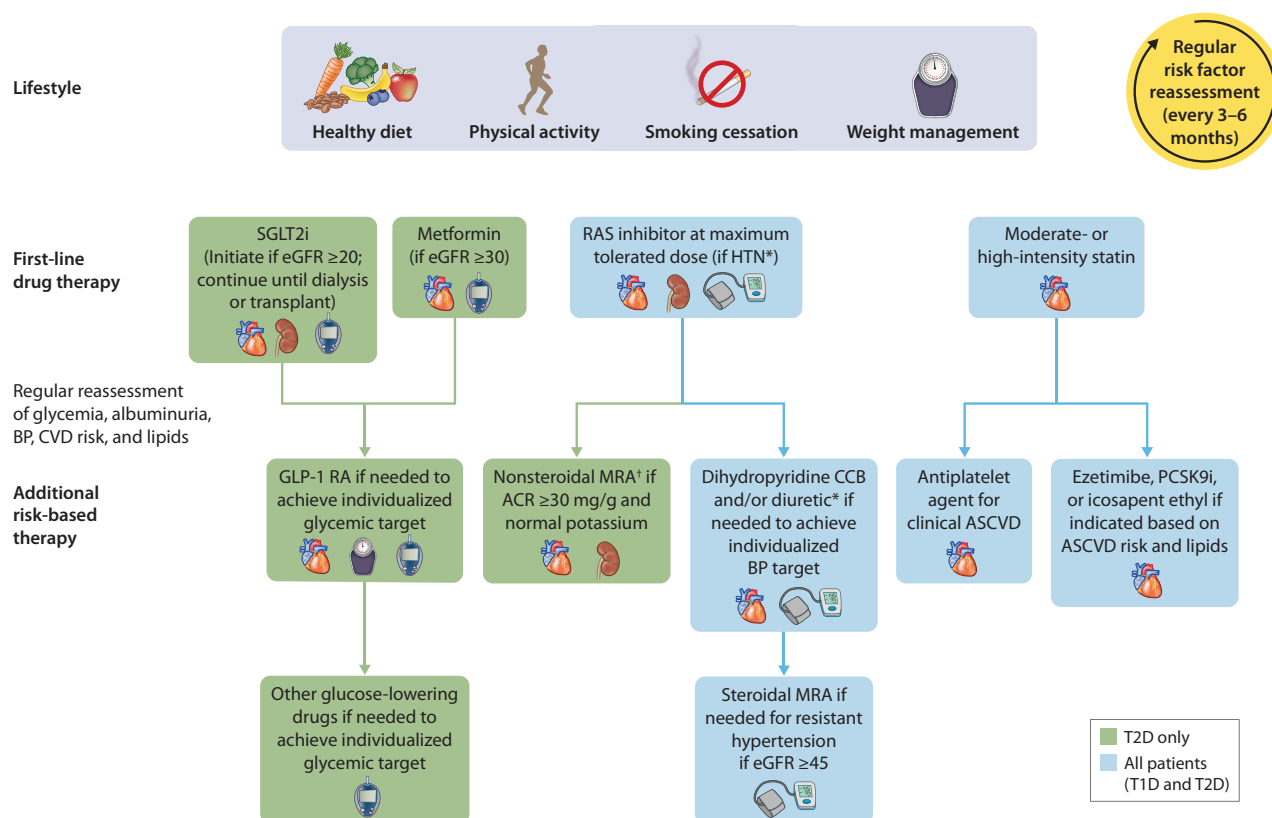 Lifestyle
Healthy diet
Physical activity
Smoking cessation
Weight management
Regular
risk factor
reassessment
(every 3–6
months)
First-line
drug therapy
SGLT2i
(Initiate if eGFR ≥20;
continue until dialysis
or transplant)
Metformin
(if eGFR ≥30)
RAS inhibitor at maximum
tolerated dose (if HTN*)
Moderate- or
high-intensity statin
Regular reassessment
of glycemia, albuminuria,
BP, CVD risk, and lipids
Additional
risk-based
therapy
GLP-1 RA if needed to
achieve individualized
glycemic target
Nonsteroidal MRA† if
ACR ≥30 mg/g and
normal potassium
Dihydropyridine CCB
and/or diuretic* if
needed to achieve
individualized
BP target
Antiplatelet
agent for
clinical ASCVD
Ezetimibe, PCSK9i,
or icosapent ethyl if
indicated based on
ASCVD risk and lipids
Other glucose-lowering
drugs if needed to
achieve individualized
glycemic target
Steroidal MRA if
needed for resistant
hypertension
if eGFR ≥45
T2D only
All patients
(T1D and T2D)